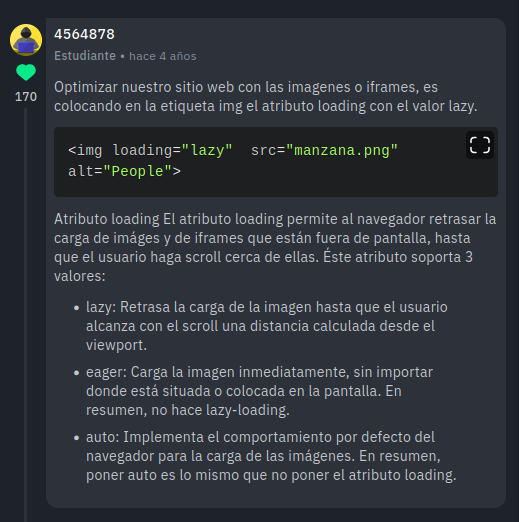 4564878
Estudiante • hace 4 años
170
Optimizar nuestro sitio web con las imagenes o iframes, es
colocando en la etiqueta img el atributo loading con el valor lazy.
<img loading="lazy"  src="manzana.png"
alt="People">
Atributo loading El atributo loading permite al navegador retrasar la
carga de imáges y de iframes que están fuera de pantalla, hasta
que el usuario haga scroll cerca de ellas. Éste atributo soporta 3
valores:
• lazy: Retrasa la carga de la imagen hasta que el usuario
alcanza con el scroll una distancia calculada desde el
viewport.
• eager: Carga la imagen inmediatamente, sin importar
donde está situada o colocada en la pantalla. En
resumen, no hace lazy-loading.
• auto: Implementa el comportamiento por defecto del
navegador para la carga de las imágenes. En resumen,
poner auto es lo mismo que no poner el atributo loading.